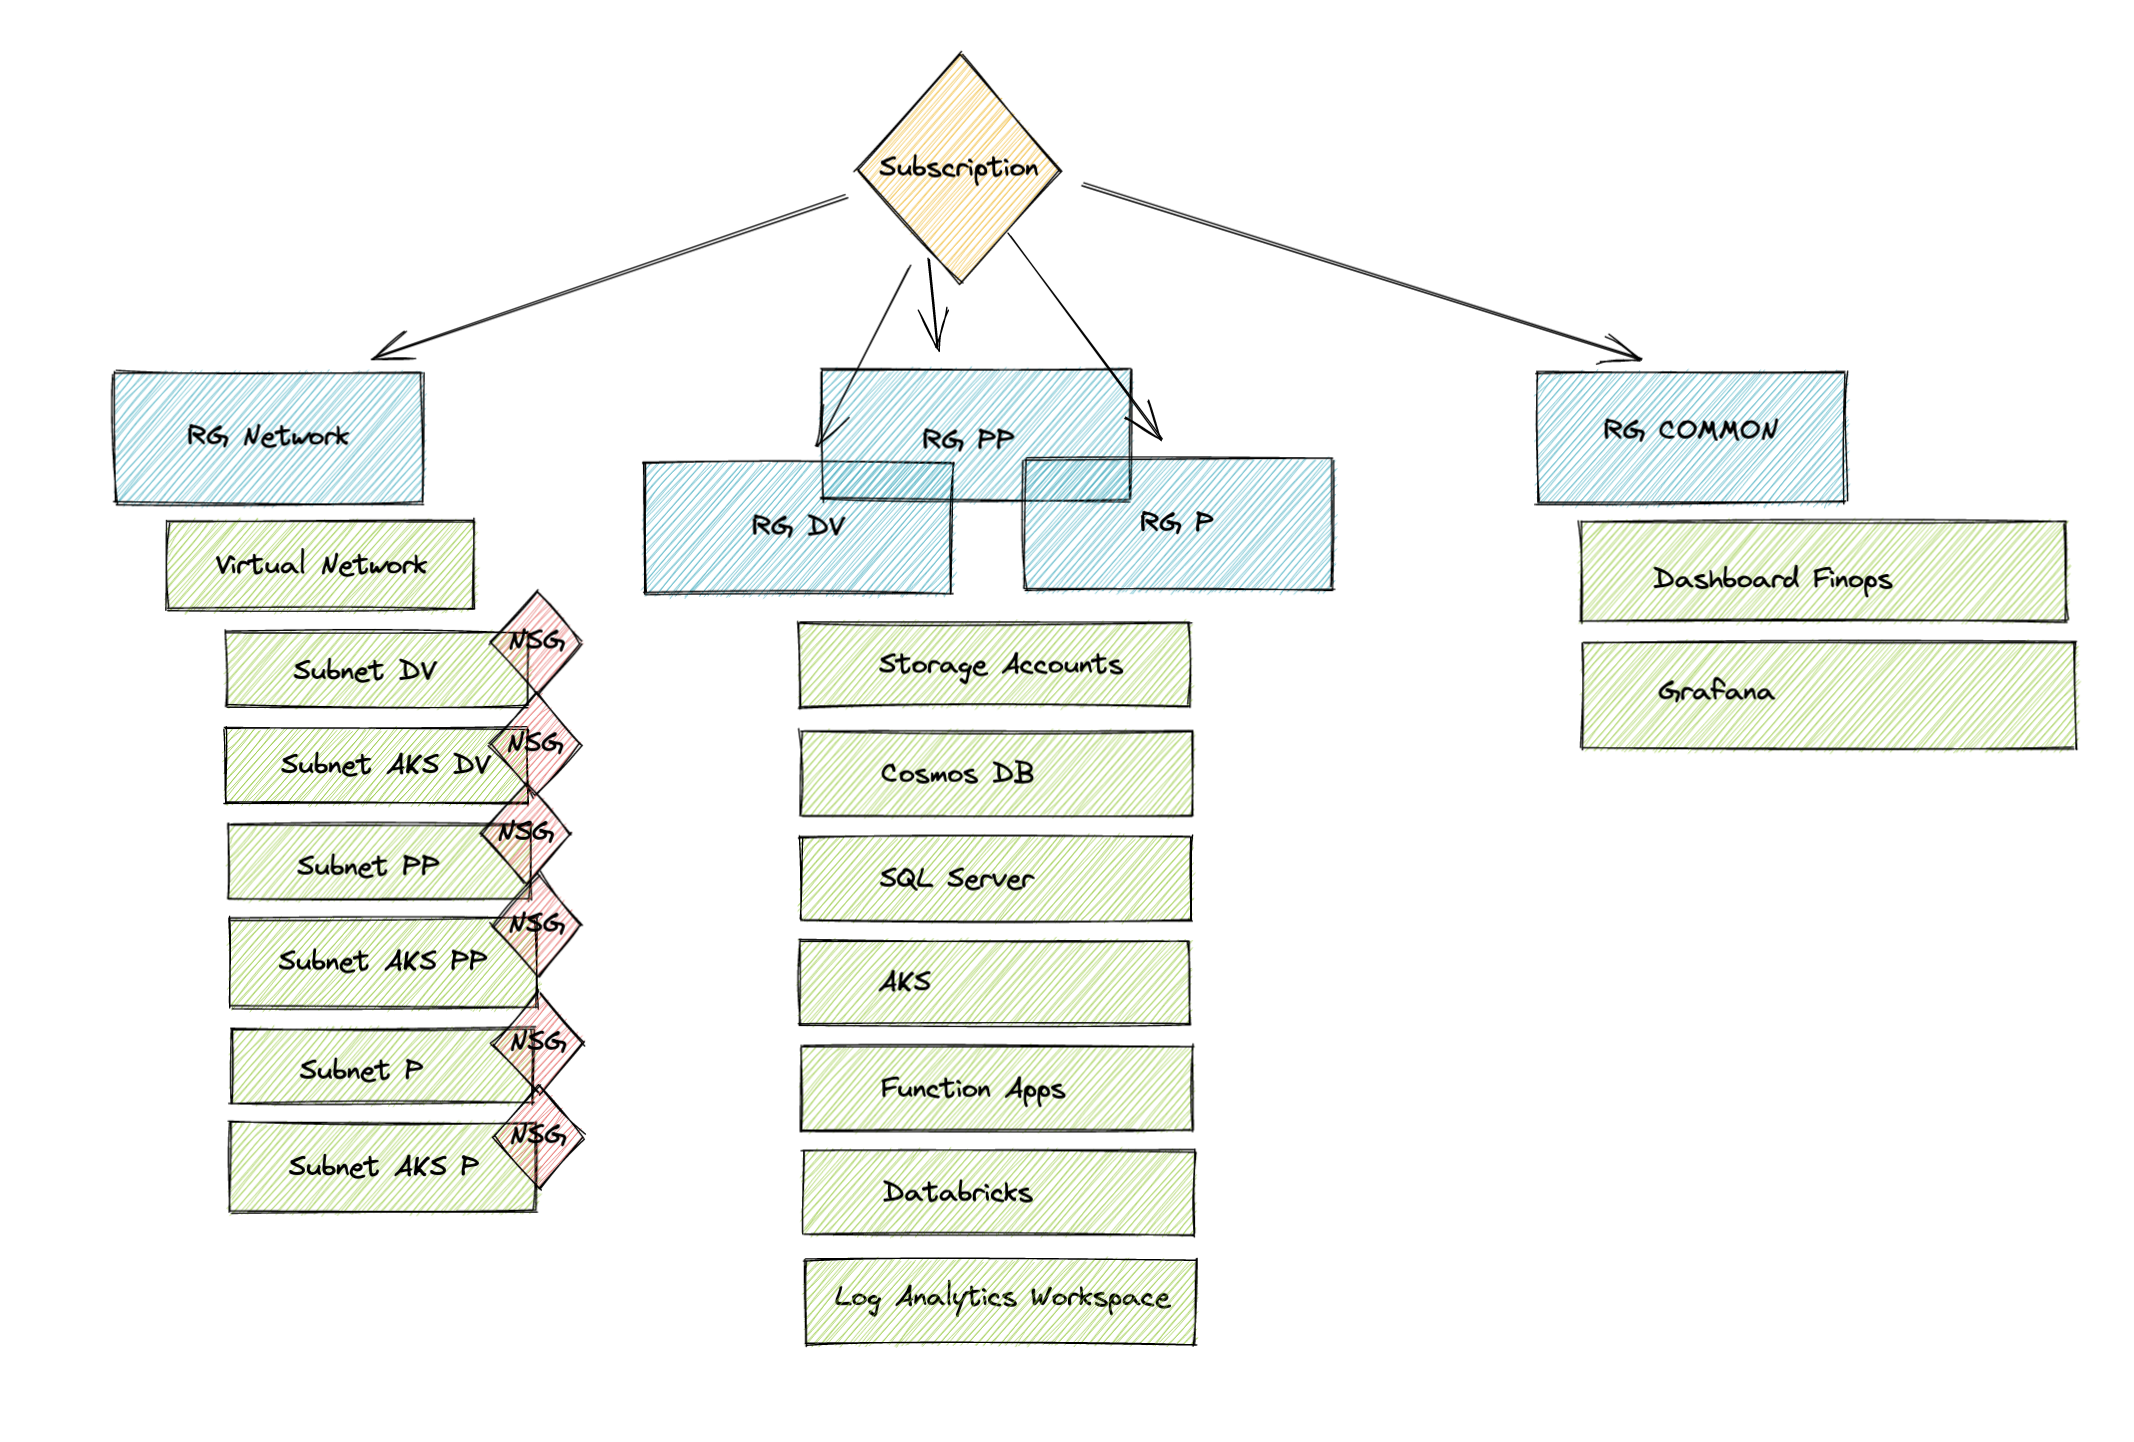 Subscription
RG Network
Virtual Network
Subnet DV
NSG
Subnet AKS DV
NSG
Subnet PP
NSG
Subnet AKS PP
NSG
Subnet P
NSG
Subnet AKS P
NSG
RG PP
RG DV
RG P
Storage Accounts
Cosmos DB
SQL Server
AKS
Function Apps
Databricks
Log Analytics Workspace
RG COMMON
Dashboard Finops
Grafana